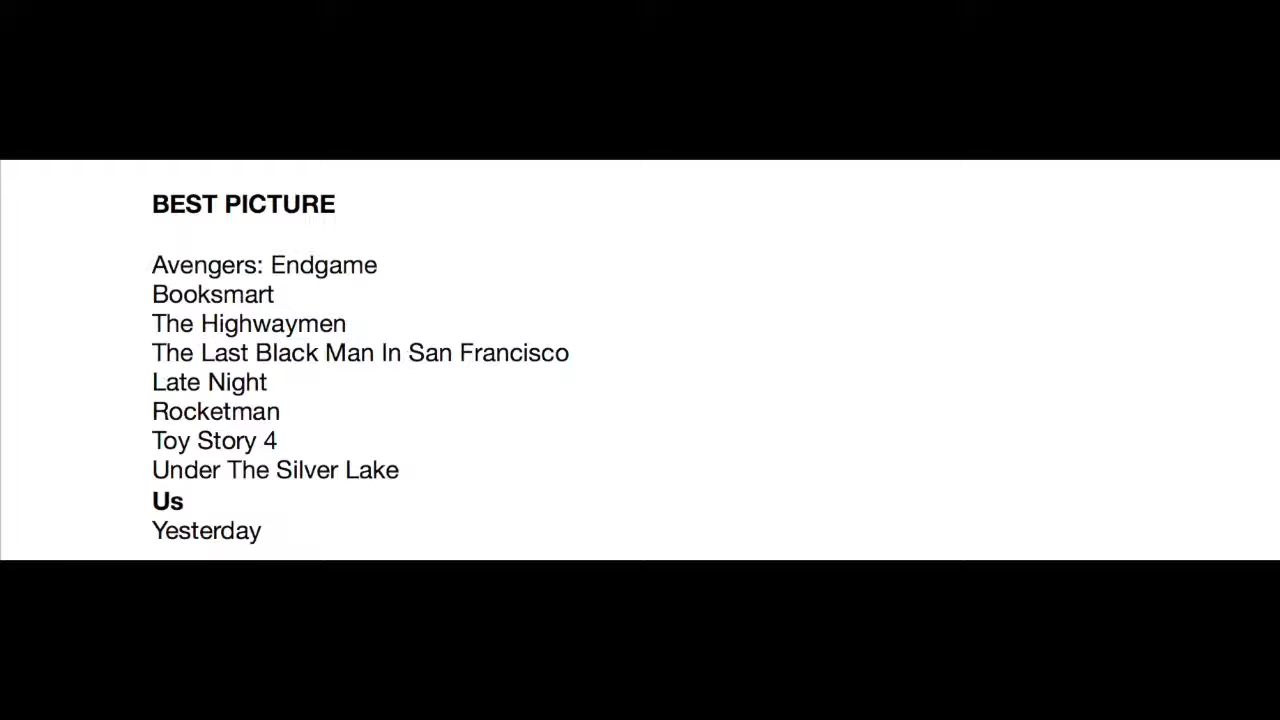 BEST PICTURE
Avengers: Endgame
Booksmart
The Highwaymen
The Last Black Man In San Francisco
Late Night
Rocketman
Toy Story 4
Under The Silver Lake
Us
Yesterday